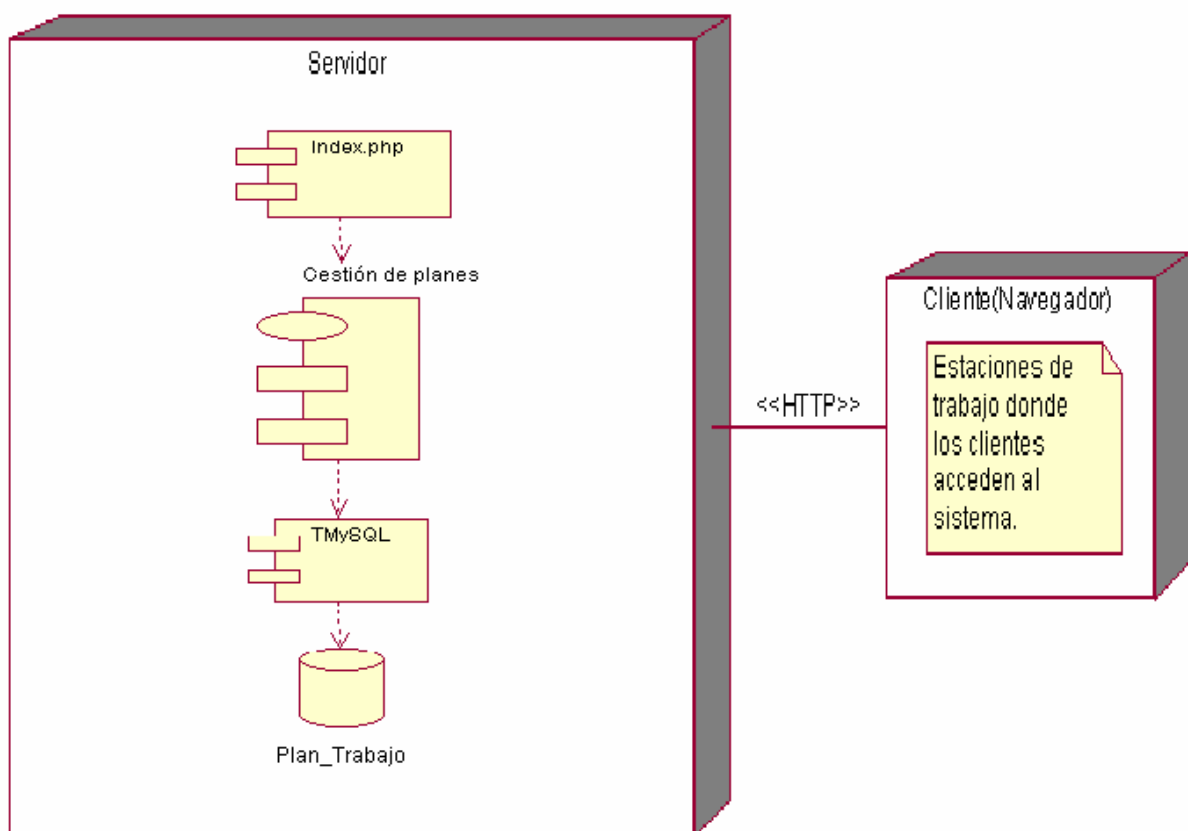 Servidor
Index.php
Gestión de planes
TMySQL
Plan_Trabajo
<<HTTP>>
Cliente(Navegador)
Estaciones de
trabajo donde
los clientes
acceden al
sistema.